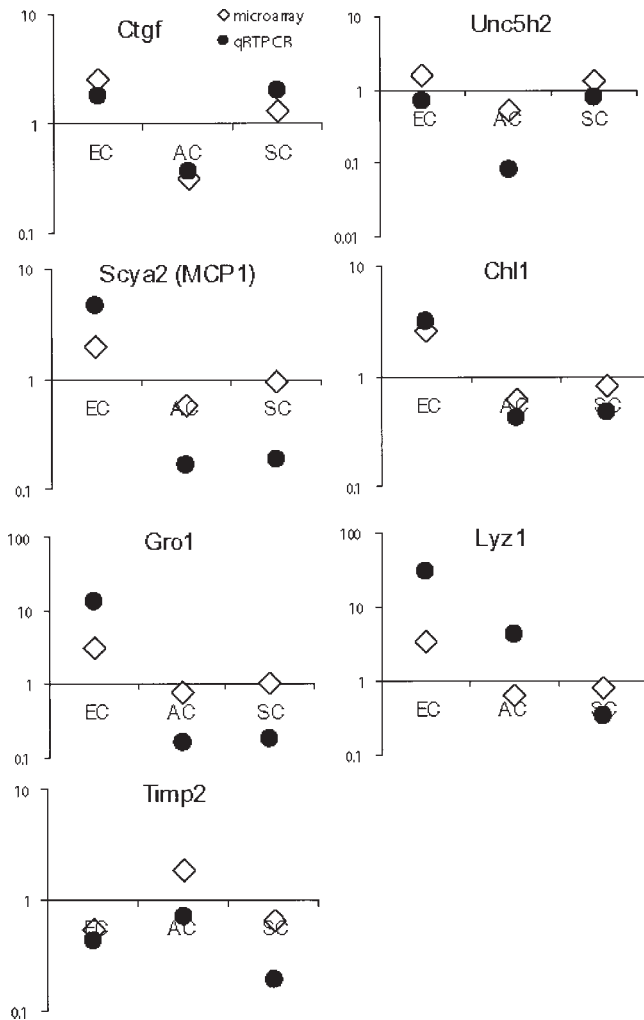 Ctgf
microarray
qRTPCR
10
1
0.1
EC AC SC
Unc5h2
10
1
0.1
0.01
EC AC SC
Scya2 (MCP1)
10
1
0.1
EC AC SC
Chl1
10
1
0.1
EC AC SC
Gro1
100
10
1
0.1
EC AC SC
Lyz1
100
10
1
0.1
EC AC SC
Timp2
10
1
0.1
EC AC SC